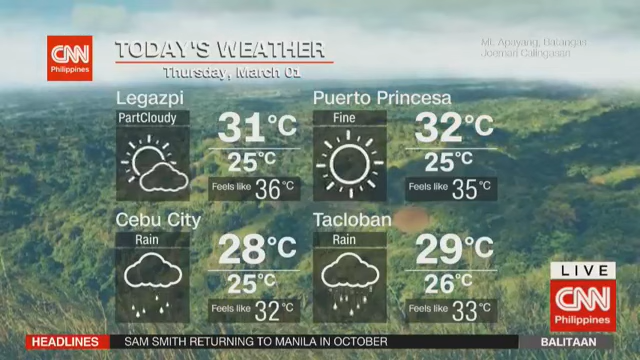 CNN
Philippines
TODAY'S WEATHER
Thursday, March 01
Mt. Apayang, Batangas
Joemari Calinganan
Legazpi
PartCloudy
31°C
25°C
Feels like 36°C
Puerto Princesa
Fine
32°C
25°C
Feels like 35°C
Cebu City
Rain
28°C
25°C
Feels like 32°C
Tacloban
Rain
29°C
26°C
Feels like 33°C
LIVE
CNN
Philippines
HEADLINES
SAM SMITH RETURNING TO MANILA IN OCTOBER
BALITAAN